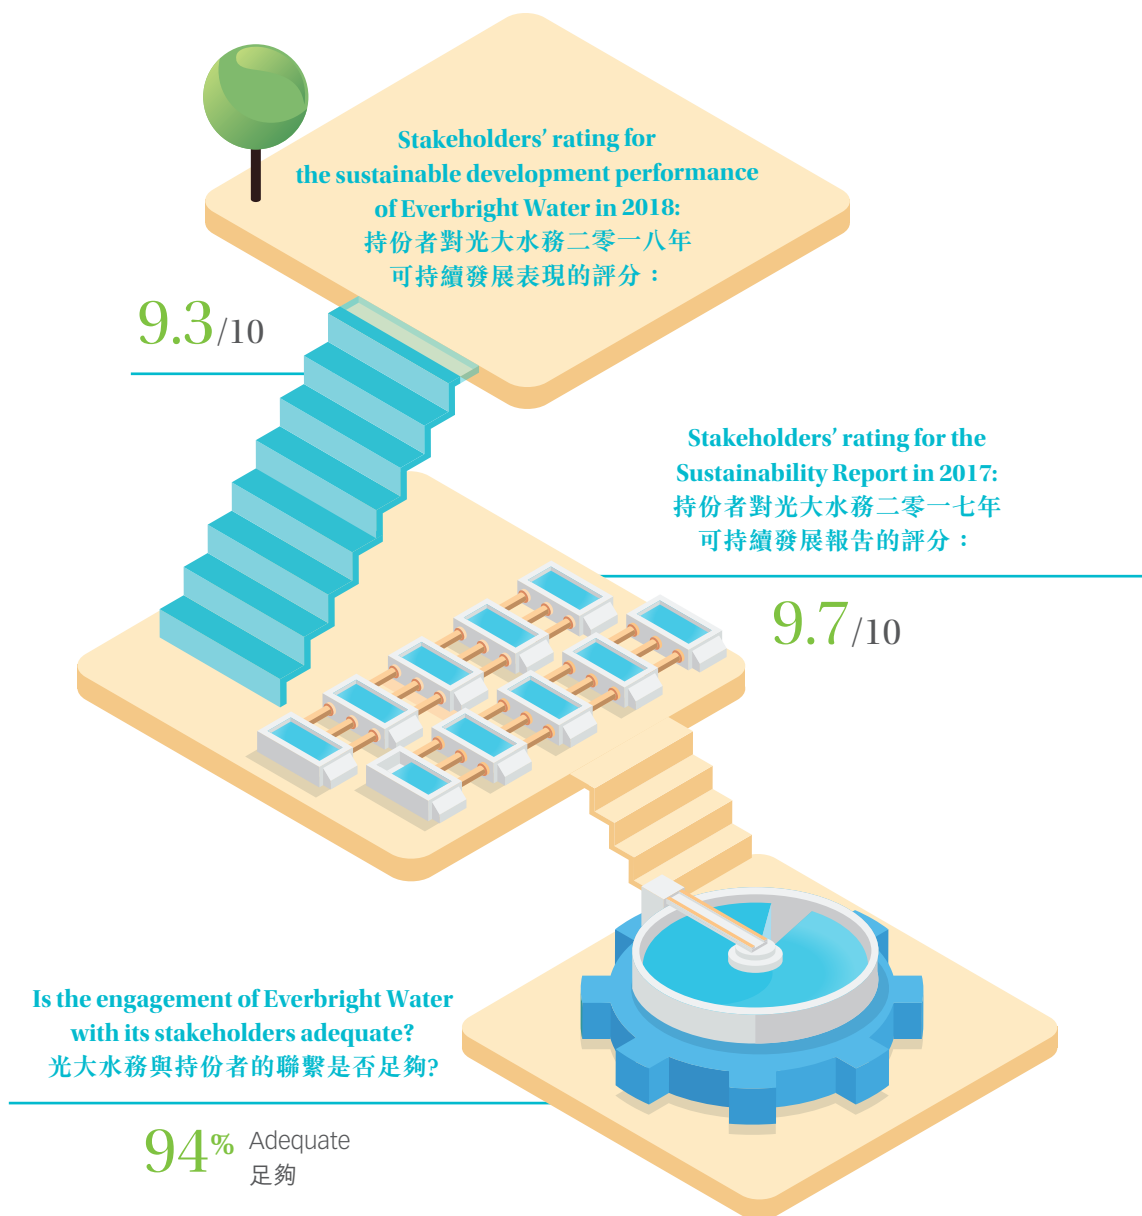 Stakeholders’ rating for
the sustainable development performance
of Everbright Water in 2018:
持份者對光大水務二零一八年
可持續發展表現的評分：
9.3/10
Stakeholders’ rating for the
Sustainability Report in 2017:
持份者對光大水務二零一七年
可持續發展報告的評分：
9.7/10
Is the engagement of Everbright Water
with its stakeholders adequate?
光大水務與持份者的聯繫是否足夠?
94% Adequate
足夠